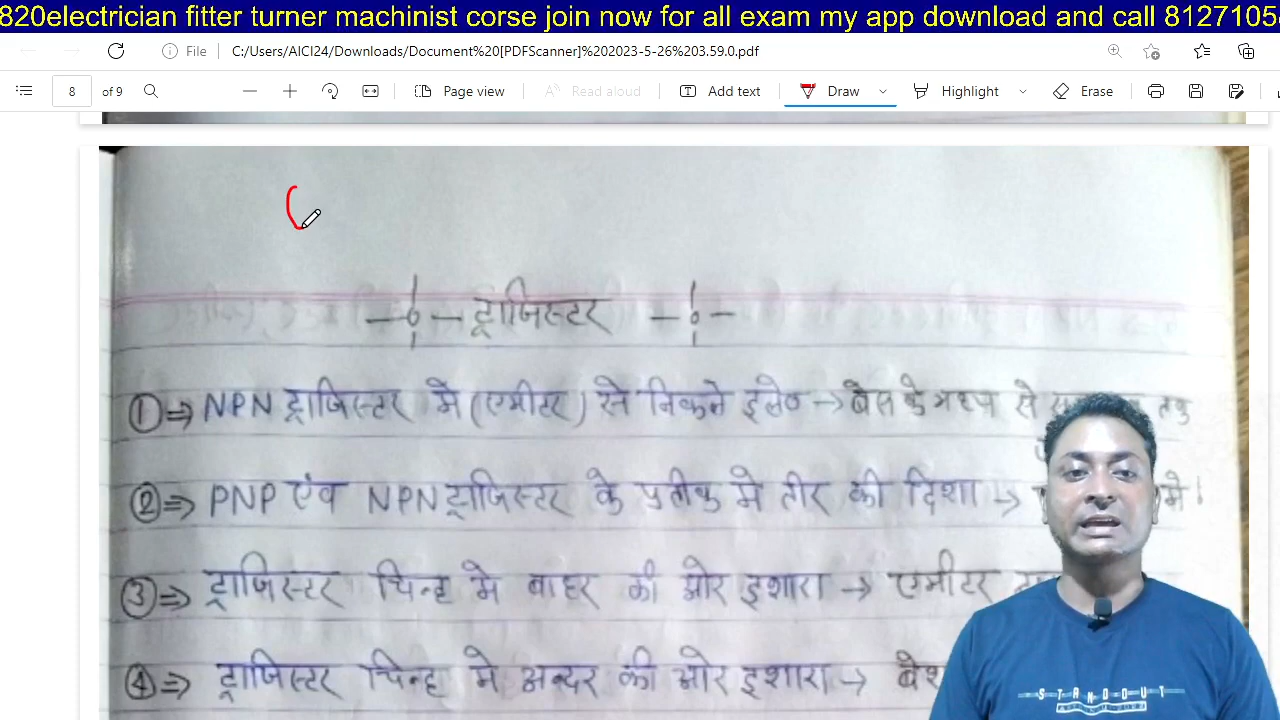 820electrician fitter turner machinist corse join now for all exam my app download and call 8127105
File C:/Users/AICI24/Downloads/Document%20[PDFScanner]%202023-5-26%203.59.0.pdf
8 of 9 Page view Read aloud Add text Draw Highlight Erase
ट्रांजिस्टर
① ⇒ NPN ट्रांजिस्टर मे (एमीटर) से निकले इलेo → बेस के मध्य से तक
② ⇒ PNP एंव NPN ट्रांजिस्टर के प्रतीक मे तीर की दिशा → मे।
③ ⇒ ट्रांजिस्टर चिन्ह मे बाहर की ओर इशारा → एमीटर
④ ⇒ ट्रांजिस्टर चिन्ह मे अन्दर की ओर इशारा → बेश
STANDOUT